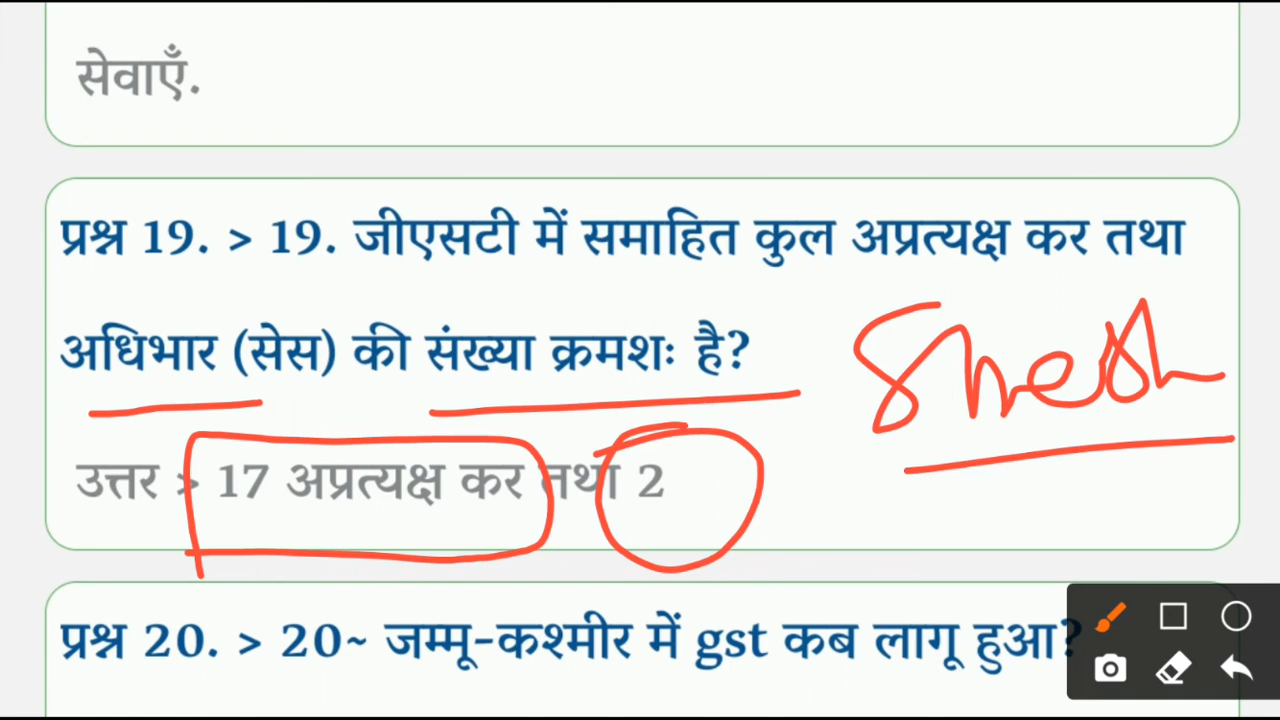 सेवाएँ.
प्रश्न 19. > 19. जीएसटी में समाहित कुल अप्रत्यक्ष कर तथा
अधिभार (सेस) की संख्या क्रमशः है?
उत्तर > 17 अप्रत्यक्ष कर तथा 2
प्रश्न 20. > 20~ जम्मू-कश्मीर में gst कब लागू हुआ?